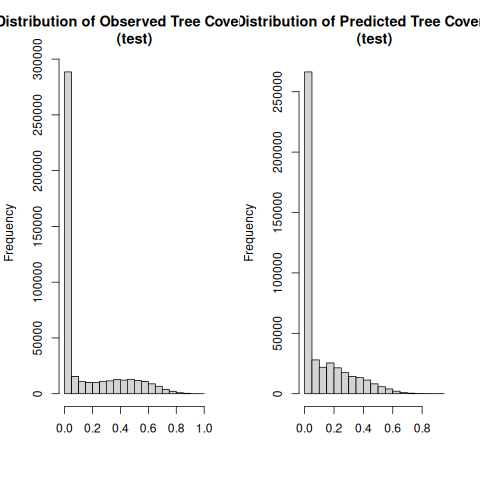 Distribution of Observed Tree Cove
(test)
Distribution of Predicted Tree Cover
(test)
Frequency
300000
250000
200000
150000
100000
50000
0
0.0 0.2 0.4 0.6 0.8 1.0
Frequency
250000
200000
150000
100000
50000
0
0.0 0.2 0.4 0.6 0.8